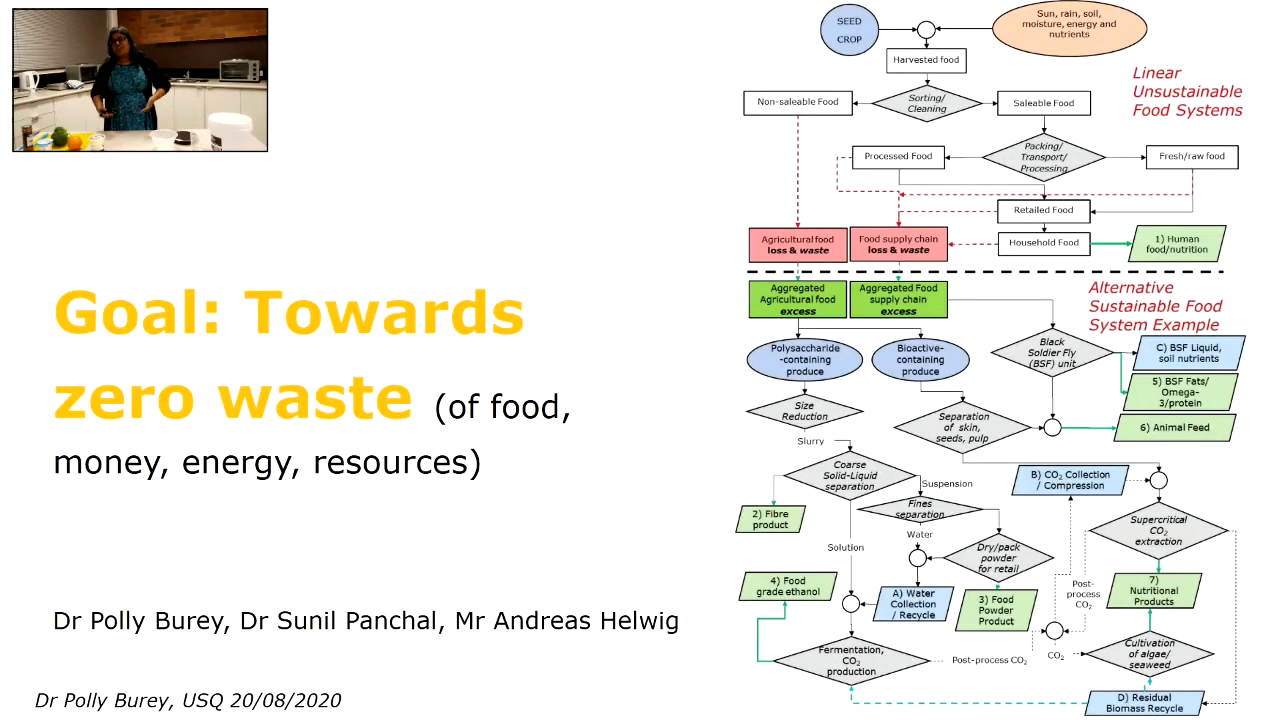 Goal: Towards
zero waste (of food,
money, energy, resources)
Dr Polly Burey, Dr Sunil Panchal, Mr Andreas Helwig
Dr Polly Burey, USQ 20/08/2020
SEED
CROP
Sun, rain, soil,
moisture, energy and
nutrients
Harvested food
Linear
Unsustainable
Food Systems
Non-saleable Food
Sorting/
Cleaning
Saleable Food
Processed Food
Packing/
Transport/
Processing
Fresh/raw food
Retailed Food
Agricultural food
loss & waste
Food supply chain
loss & waste
Household Food
1) Human
food/nutrition
Aggregated
Agricultural food
excess
Aggregated Food
supply chain
excess
Alternative
Sustainable Food
System Example
Polysaccharide
-containing
produce
Bioactive-
containing
produce
Black
Soldier Fly
(BSF) unit
C) BSF Liquid,
soil nutrients
5) BSF Fats/
Omega-
3/protein
6) Animal Feed
Size
Reduction
Separation
of skin,
seeds, pulp
Slurry
Coarse
Solid-Liquid
separation
Suspension
B) CO₂ Collection
/ Compression
2) Fibre
product
Fines
separation
Supercritical
CO₂
extraction
Water
Solution
Dry/pack
powder
for retail
4) Food
grade ethanol
A) Water
Collection
/ Recycle
3) Food
Powder
Product
Post-
process
CO₂
7)
Nutritional
Products
Fermentation,
CO₂
production
Post-process CO₂
CO₂
Cultivation
of algae/
seaweed
D) Residual
Biomass Recycle